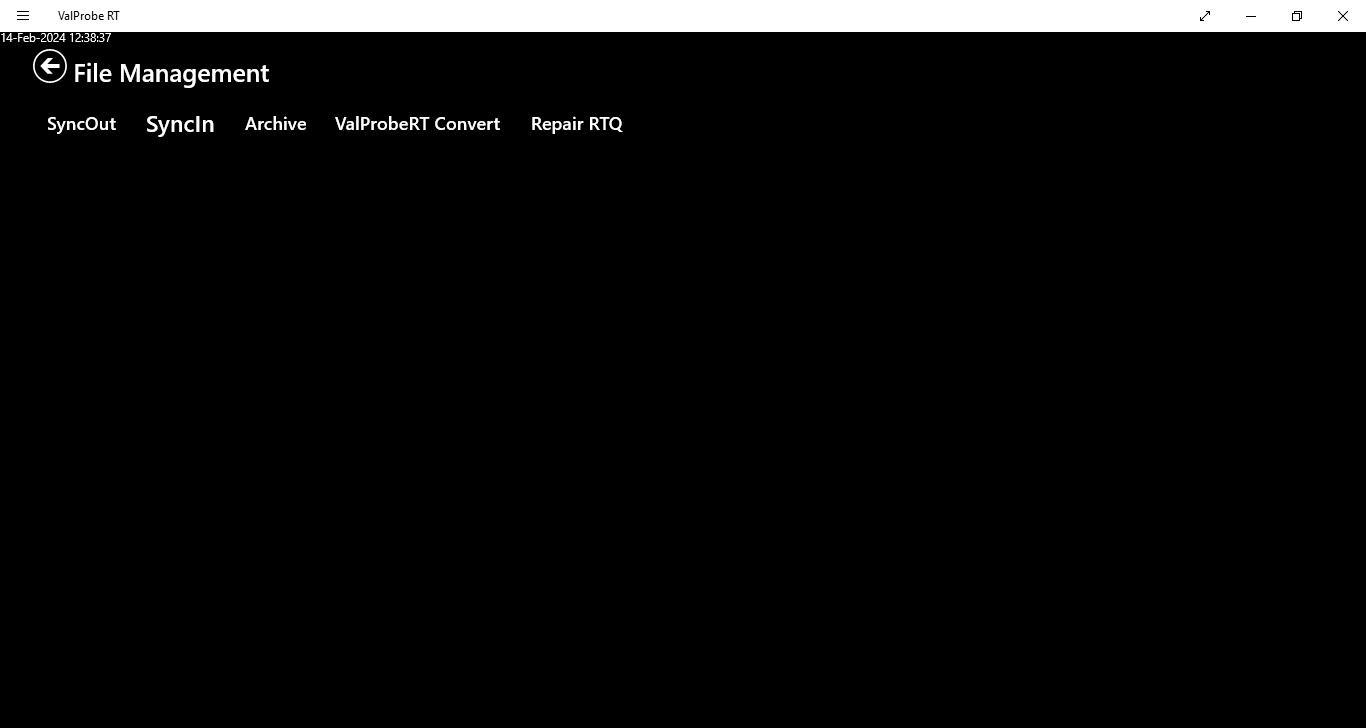 ValProbe RT
14-Feb-2024 12:38:37
File Management
SyncOut SyncIn Archive ValProbeRT Convert Repair RTQ